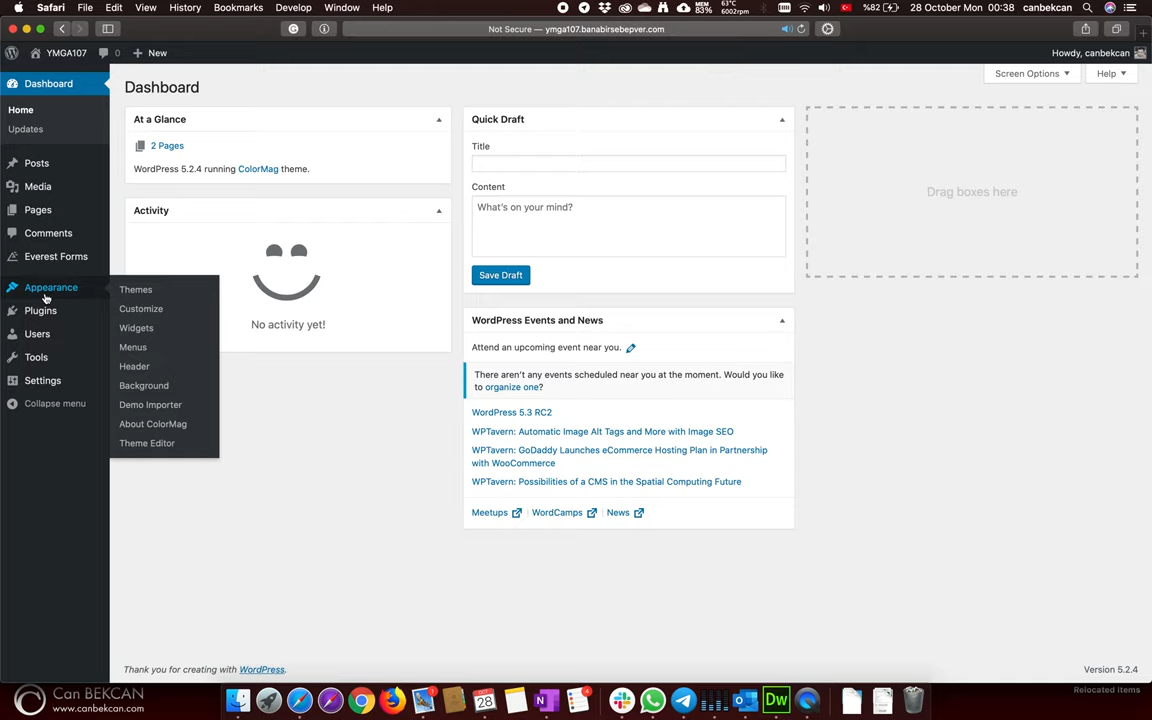 Safari File Edit View History Bookmarks Develop Window Help
MEM 83% 63°C 6002rpm %82 28 October Mon 00:38 canbekcan
Not Secure — ymga107.banabirsebepver.com
YMGA107 0 New
Howdy, canbekcan
Dashboard
Home
Updates
Posts
Media
Pages
Comments
Everest Forms
Appearance
Plugins
Users
Tools
Settings
Collapse menu
Themes
Customize
Widgets
Menus
Header
Background
Demo Importer
About ColorMag
Theme Editor
Screen Options
Help
Dashboard
At a Glance
2 Pages
WordPress 5.2.4 running ColorMag theme.
Activity
No activity yet!
Quick Draft
Title
Content
What's on your mind?
Save Draft
WordPress Events and News
Attend an upcoming event near you.
There aren't any events scheduled near you at the moment. Would you like
to organize one?
WordPress 5.3 RC2
WPTavern: Automatic Image Alt Tags and More with Image SEO
WPTavern: GoDaddy Launches eCommerce Hosting Plan in Partnership
with WooCommerce
WPTavern: Possibilities of a CMS in the Spatial Computing Future
Meetups WordCamps News
Drag boxes here
Thank you for creating with WordPress.
Version 5.2.4
Can BEKCAN
www.canbekcan.com
28
4
Dw
Relocated Items